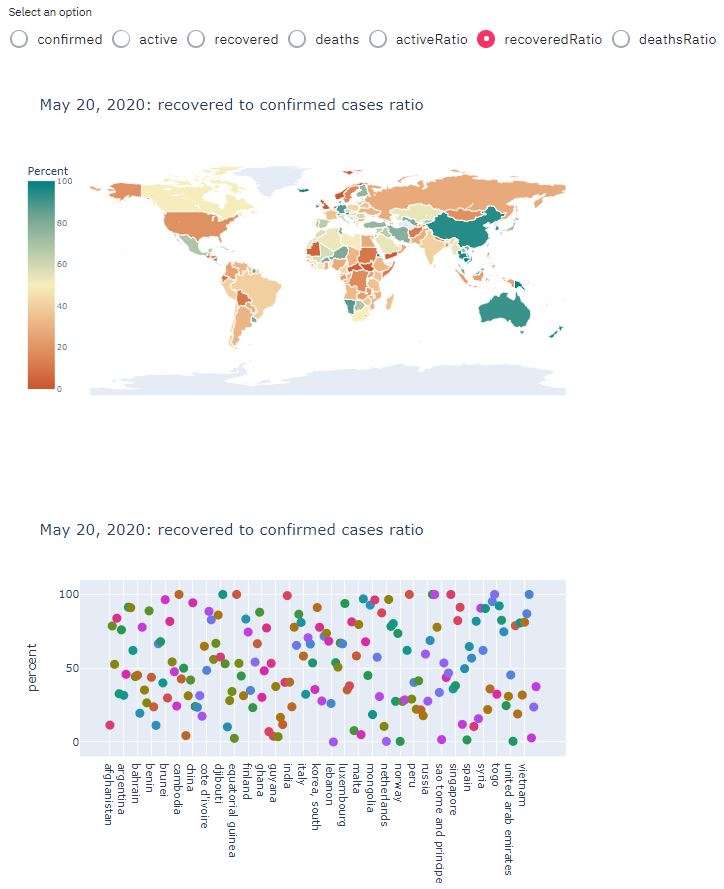 Select an option
confirmed active recovered deaths activeRatio recoveredRatio deathsRatio
May 20, 2020: recovered to confirmed cases ratio
Percent
100
80
60
40
20
0
May 20, 2020: recovered to confirmed cases ratio
percent
100
50
0
afghanistan
argentina
bahrain
benin
brunei
cambodia
china
cote d'ivoire
djibouti
equatorial guinea
finland
ghana
guyana
india
italy
korea, south
lebanon
luxembourg
malta
mongolia
netherlands
norway
peru
russia
sao tome and principe
singapore
spain
syria
togo
united arab emirates
vietnam